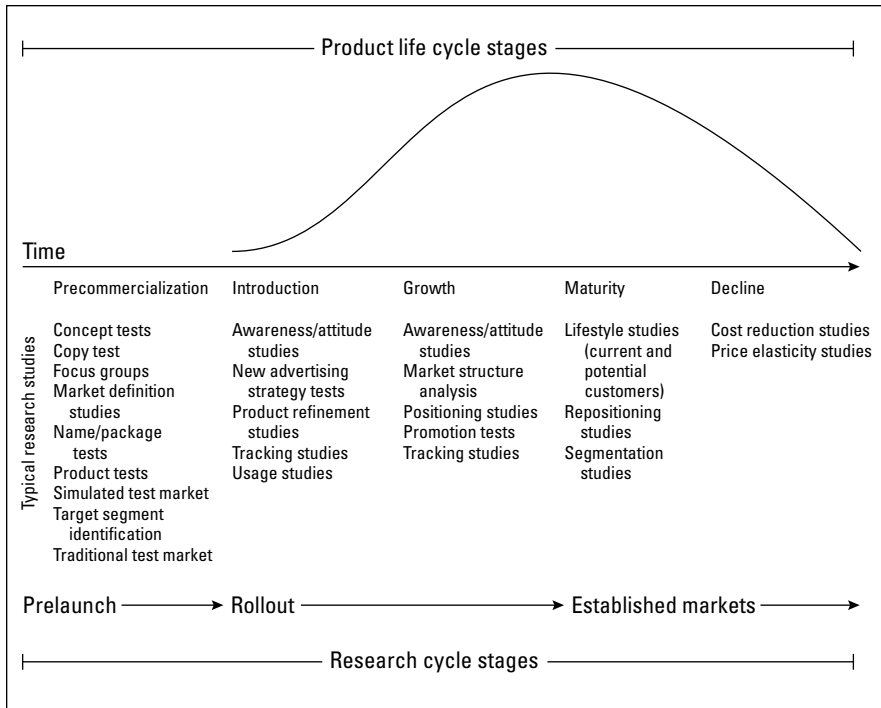 Product life cycle stages
Time
Precommercialization
Introduction
Growth
Maturity
Decline
Typical research studies
Concept tests
Copy test
Focus groups
Market definition
studies
Name/package
tests
Product tests
Simulated test market
Target segment
identification
Traditional test market
Awareness/attitude
studies
New advertising
strategy tests
Product refinement
studies
Tracking studies
Usage studies
Awareness/attitude
studies
Market structure
analysis
Positioning studies
Promotion tests
Tracking studies
Lifestyle studies
(current and
potential
customers)
Repositioning
studies
Segmentation
studies
Cost reduction studies
Price elasticity studies
Prelaunch
Rollout
Established markets
Research cycle stages